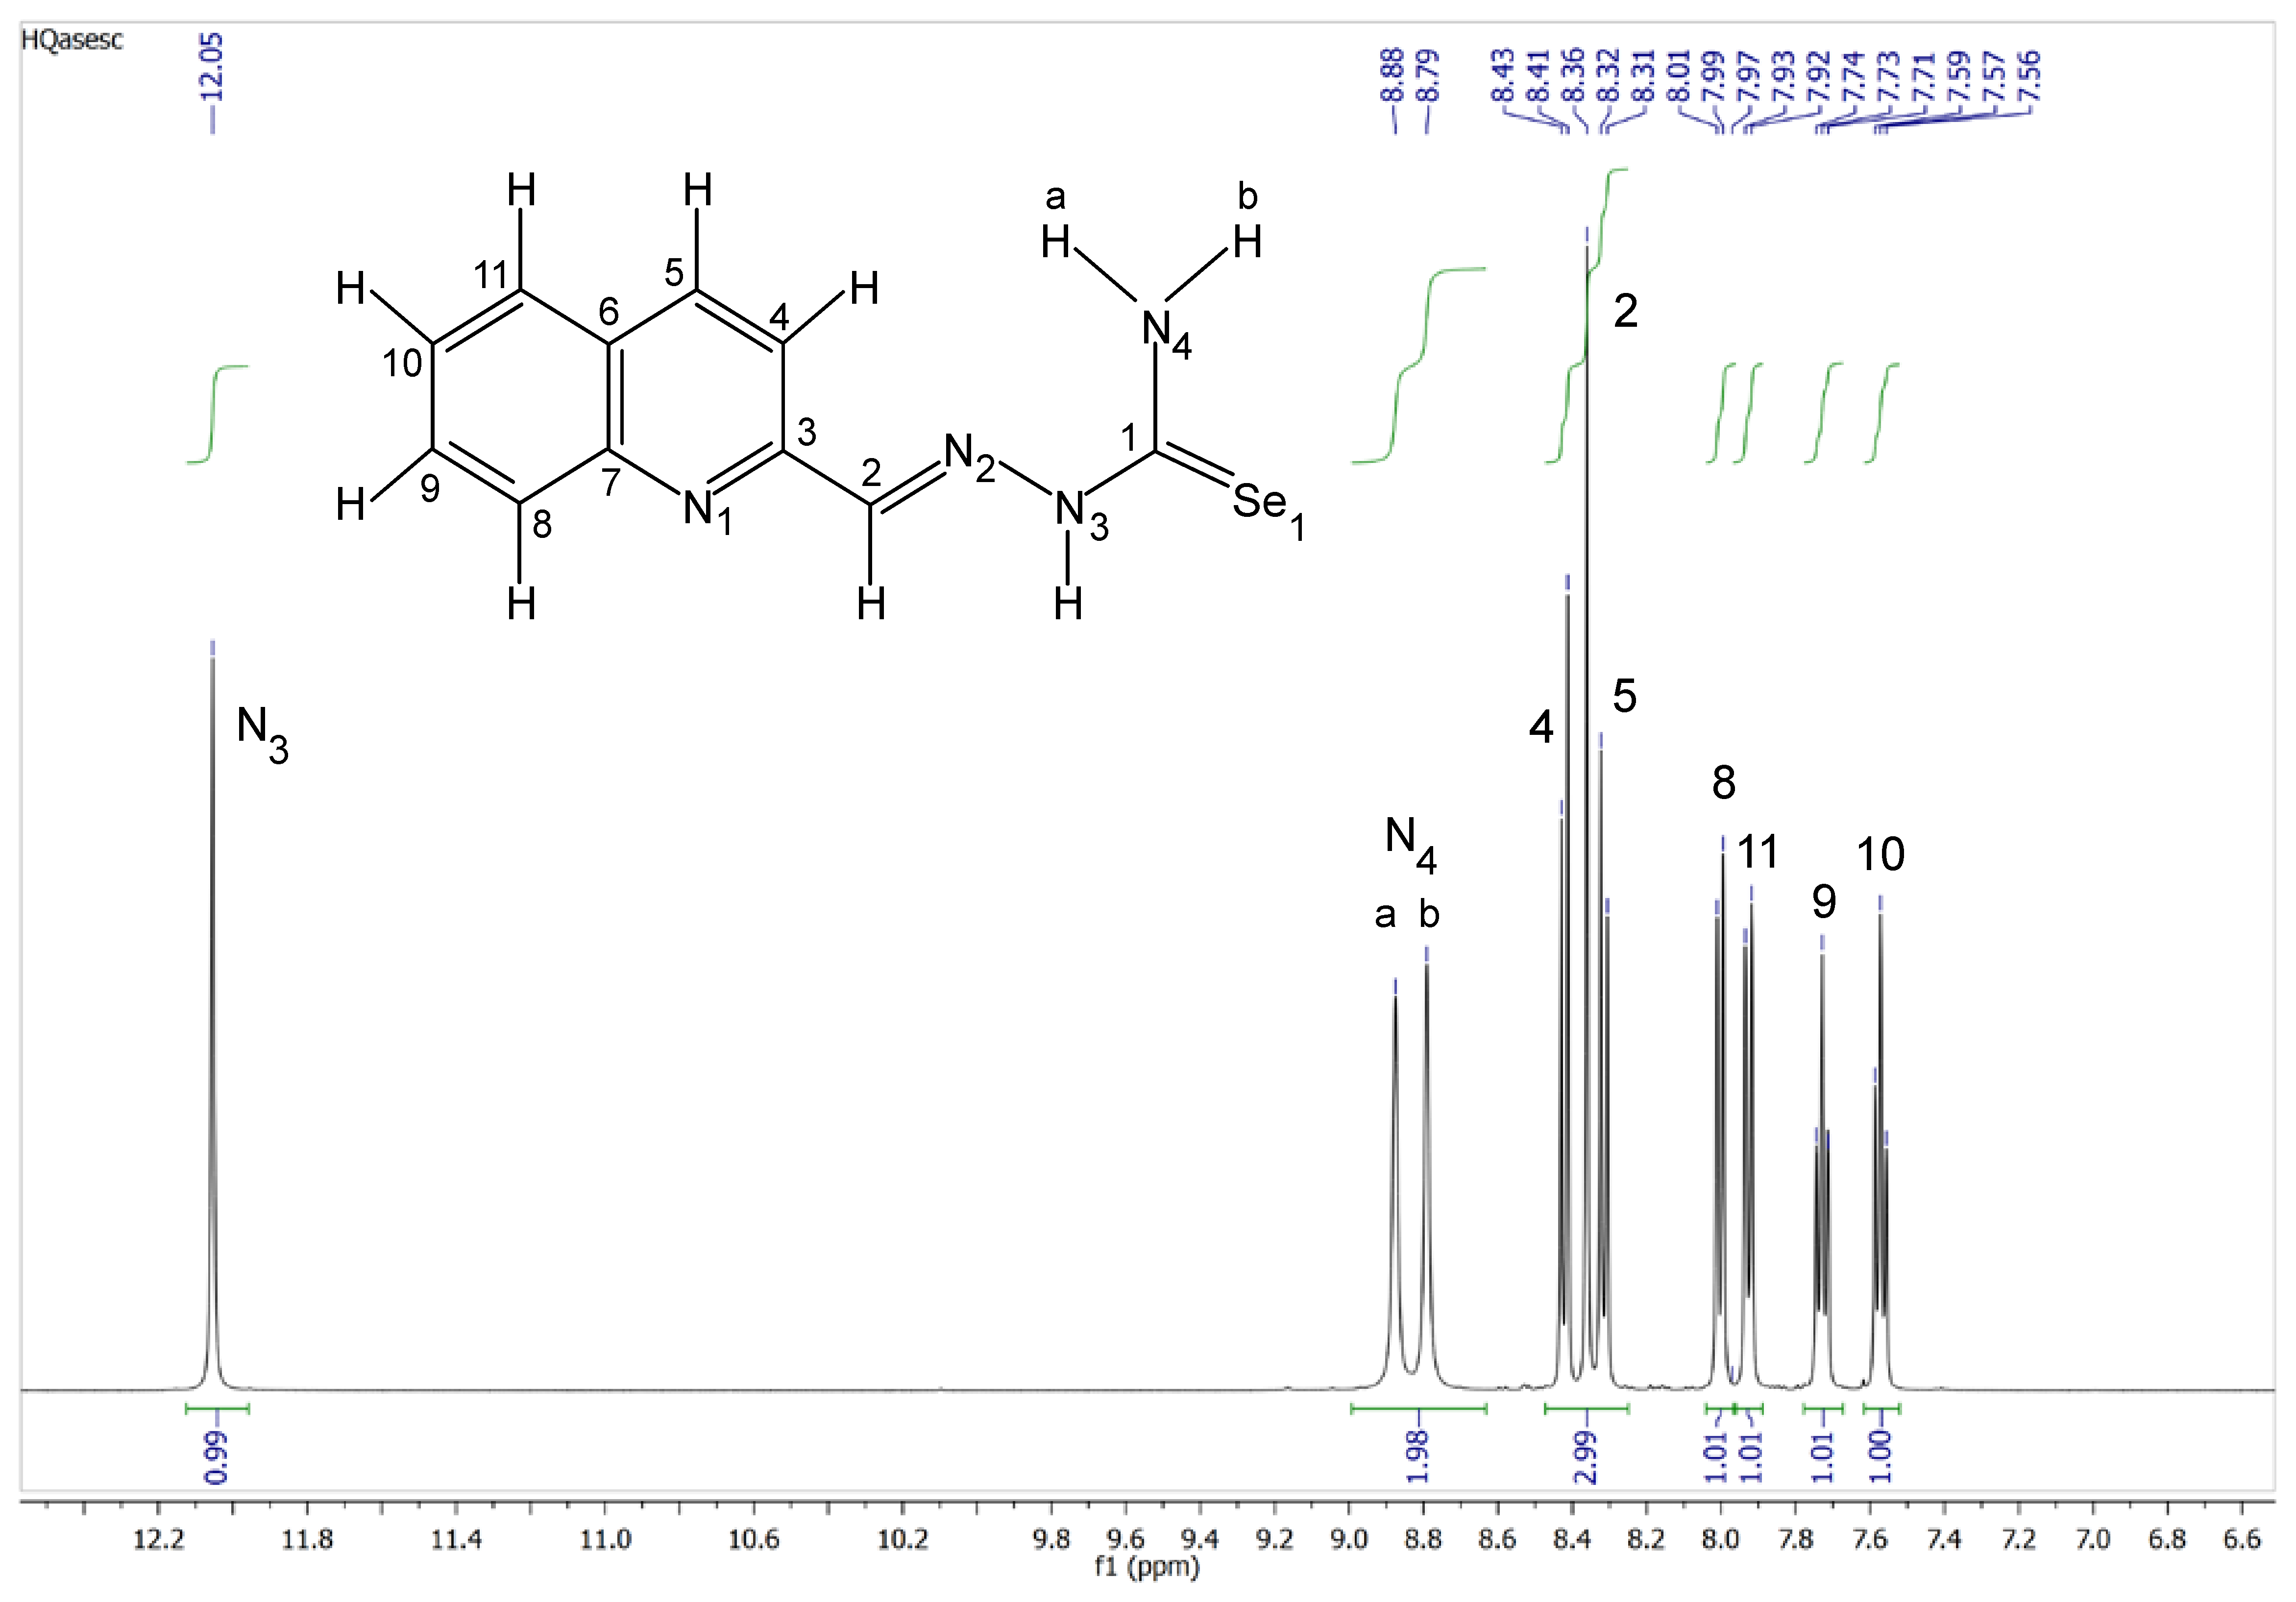 HQasesc
12.05
8.88
8.79
8.43
8.41
8.36
8.32
8.31
8.01
7.99
7.97
7.93
7.92
7.74
7.73
7.71
7.59
7.57
7.56
a b
H H H H
H 11 5 H
6 4 N4
10
3 1
9 7 2 N2 Se1
8 N1 N3
H
H H H
2
5
4
N3
8
N4
11 10
9
a b
0.99
1.98
2.99
1.01
1.01
1.01
1.00
12.2 11.8 11.4 11.0 10.6 10.2 9.8 9.6 9.4 9.2 9.0 8.8 8.6 8.4 8.2 8.0 7.8 7.6 7.4 7.2 7.0 6.8 6.6
f1 (ppm)